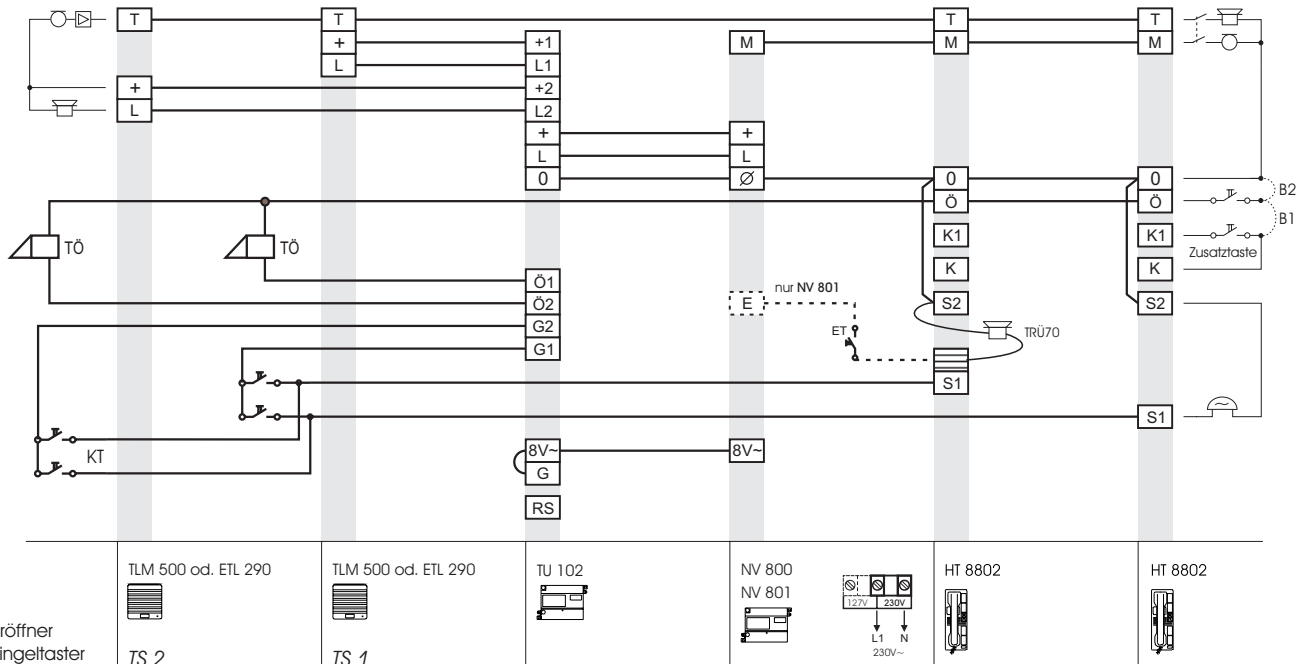 T T T T
+ +1 M M M
L L1
+ +2
L L2
+ +
L L
0 Ø 0 0
Ö Ö
B2
B1
TÖ TÖ K1 K1
Zusatztaste
K K
Ö1
nur NV 801
Ö2 E S2 S2
G2
ET TRÜ70
G1
S1
S1
KT
8V~ 8V~
G
RS
TLM 500 od. ETL 290 TLM 500 od. ETL 290 TU 102 NV 800 HT 8802 HT 8802
NV 801
127V 230V
röffner
L1 N
ingeltaster
230V~
TS 2 TS 1